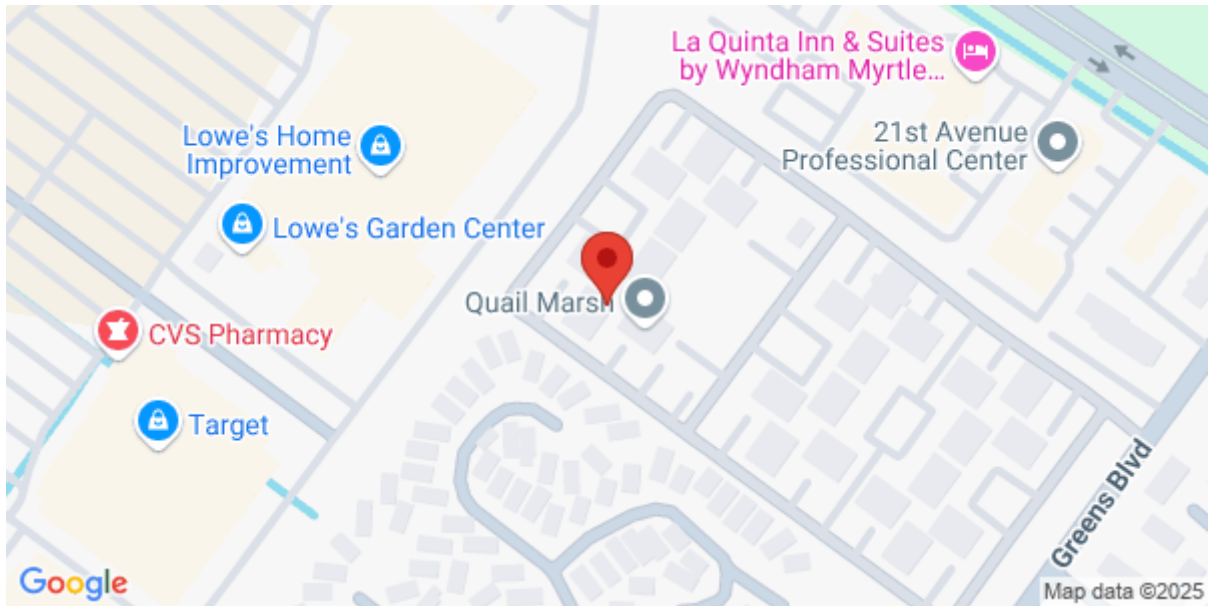 La Quinta Inn & Suites
by Wyndham Myrtle...
Lowe's Home
Improvement
21st Avenue
Professional Center
Lowe's Garden Center
Quail Marsh
CVS Pharmacy
Target
Greens Blvd
Google
Map data ©2025